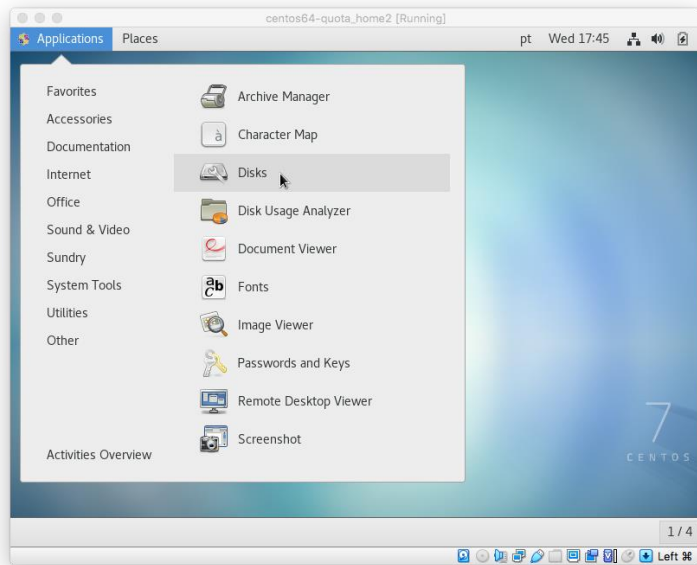 centos64-quota_home2 [Running]
Applications Places pt Wed 17:45
Favorites
Accessories
Documentation
Internet
Office
Sound & Video
Sundry
System Tools
Utilities
Other
Activities Overview
Archive Manager
à Character Map
Disks
Disk Usage Analyzer
Document Viewer
abc Fonts
Image Viewer
Passwords and Keys
Remote Desktop Viewer
Screenshot
7
CENTOS
1 / 4
Left ⌘